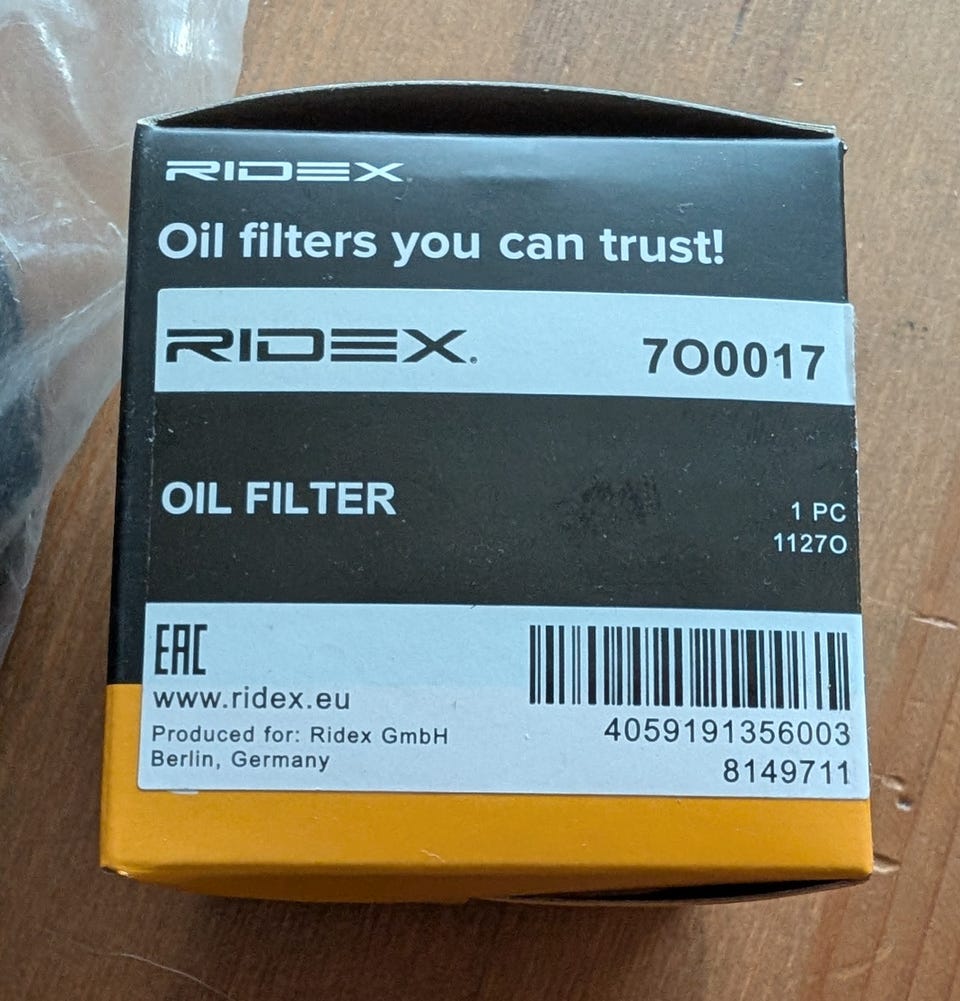 RIDEX
Oil filters you can trust!
RIDEX®
7O0017
OIL FILTER
1 PC
1127O
EAC
www.ridex.eu
Produced for: Ridex GmbH
Berlin, Germany
4059191356003
8149711